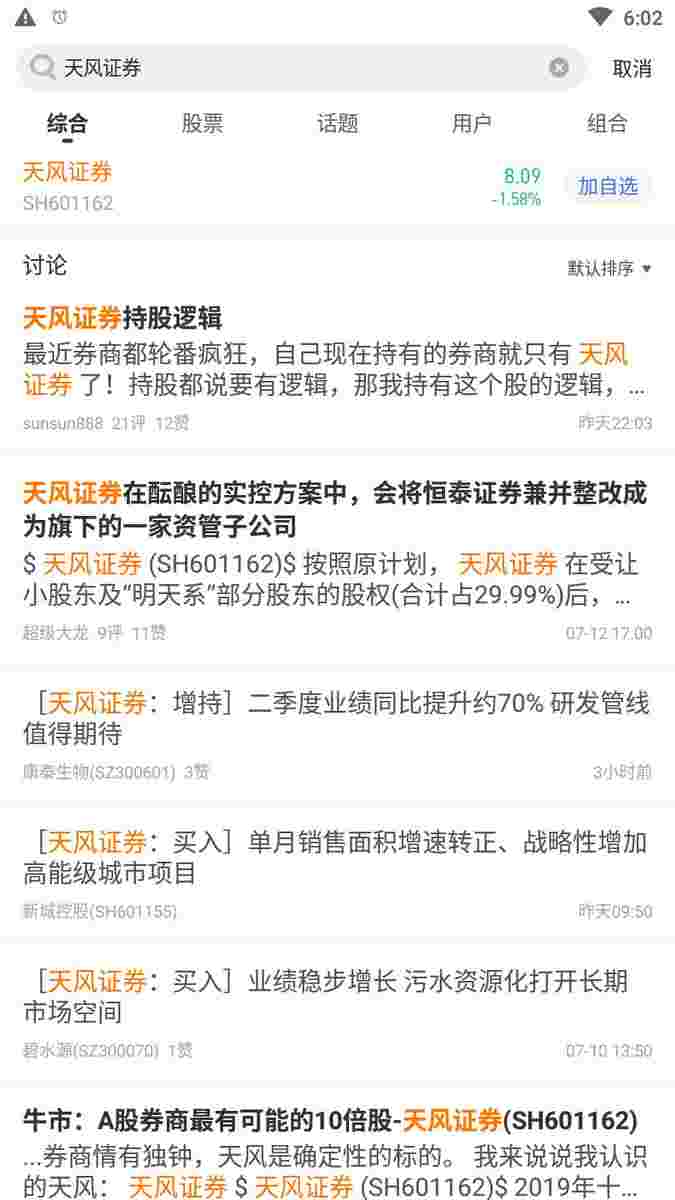 6:02
天风证券
取消
综合 股票 话题 用户 组合
天风证券
8.09
SH601162
-1.58%
加自选
讨论
默认排序
天风证券持股逻辑
最近券商都轮番疯狂，自己现在持有的券商就只有 天风
证券 了！持股都说要有逻辑，那我持有这个股的逻辑，...
sunsun888 21评 12赞 昨天22:03
天风证券在酝酿的实控方案中，会将恒泰证券兼并整改成
为旗下的一家资管子公司
$ 天风证券 (SH601162)$ 按照原计划， 天风证券 在受让
小股东及“明天系”部分股东的股权(合计占29.99%)后，...
超级大龙 9评 11赞 07-12 17:00
［天风证券：增持］二季度业绩同比提升约70% 研发管线
值得期待
康泰生物(SZ300601) 3赞 3小时前
［天风证券：买入］单月销售面积增速转正、战略性增加
高能级城市项目
新城控股(SH601155) 昨天09:50
［天风证券：买入］业绩稳步增长 污水资源化打开长期
市场空间
碧水源(SZ300070) 1赞 07-10 13:50
牛市：A股券商最有可能的10倍股-天风证券(SH601162)
...券商情有独钟，天风是确定性的标的。 我来说说我认识
的天风： 天风证券 $ 天风证券 (SH601162)$ 2019年十...